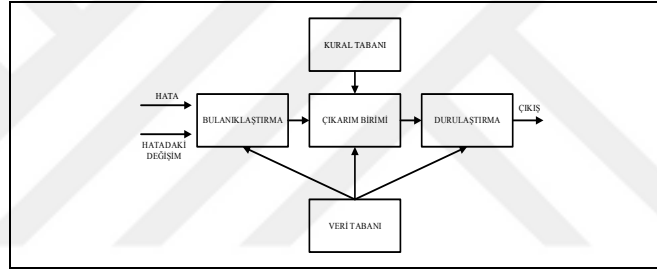 KURAL TABANI
HATA
BULANIKLAŞTIRMA
ÇIKARIM BİRİMİ
DURULAŞTIRMA
ÇIKIŞ
HATADAKİ
DEĞİŞİM
VERİ TABANI